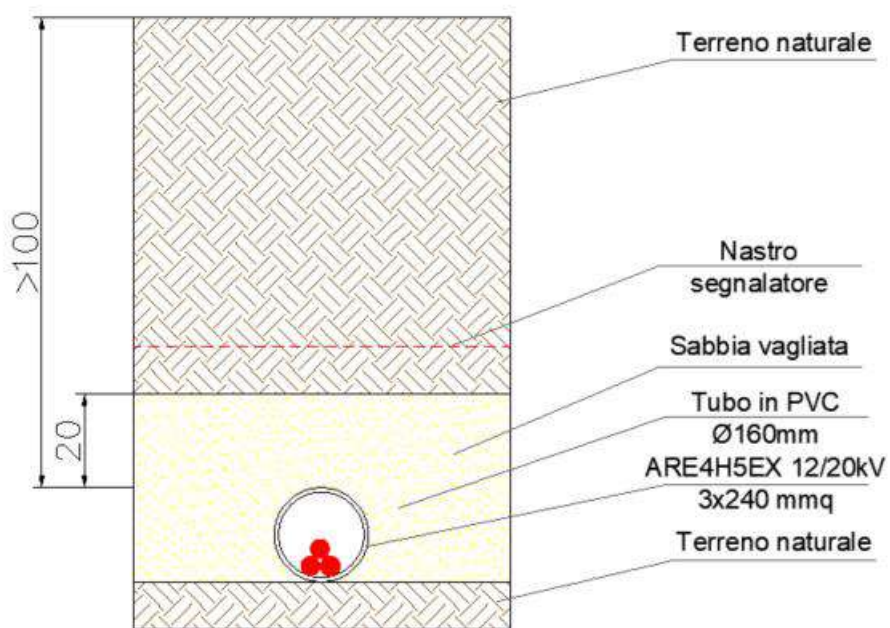 Terreno naturale
>100
Nastro
segnalatore
Sabbia vagliata
Tubo in PVC
Ø160mm
20
ARE4H5EX 12/20kV
3x240 mmq
Terreno naturale